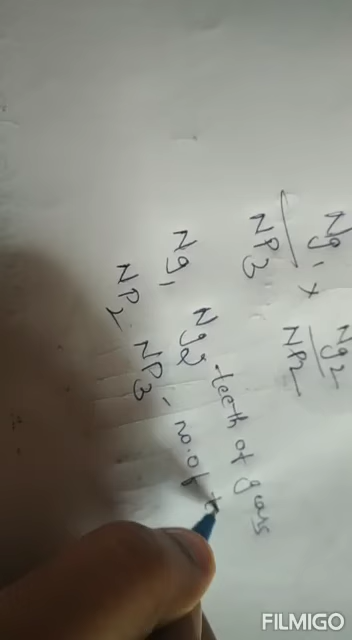 Ng1 × Ng2
NP3 NP2
Ng1, Ng2 - teeth of gears
NP2, NP3 - no. of t
FILMIGO